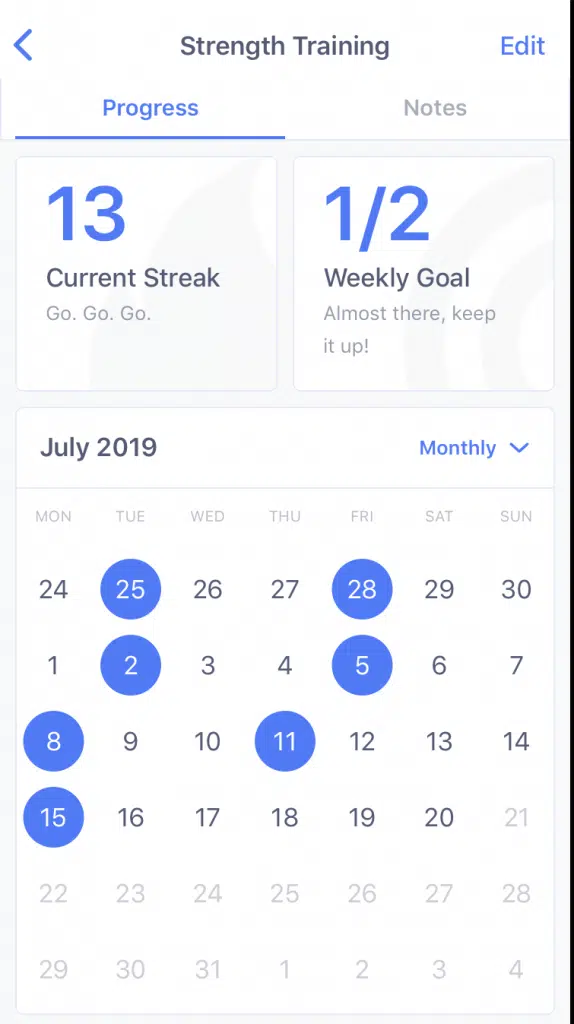 Strength Training Edit
Progress Notes
13
Current Streak
Go. Go. Go.
1/2
Weekly Goal
Almost there, keep
it up!
July 2019 Monthly
MON TUE WED THU FRI SAT SUN
24 25 26 27 28 29 30
1 2 3 4 5 6 7
8 9 10 11 12 13 14
15 16 17 18 19 20 21
22 23 24 25 26 27 28
29 30 31 1 2 3 4